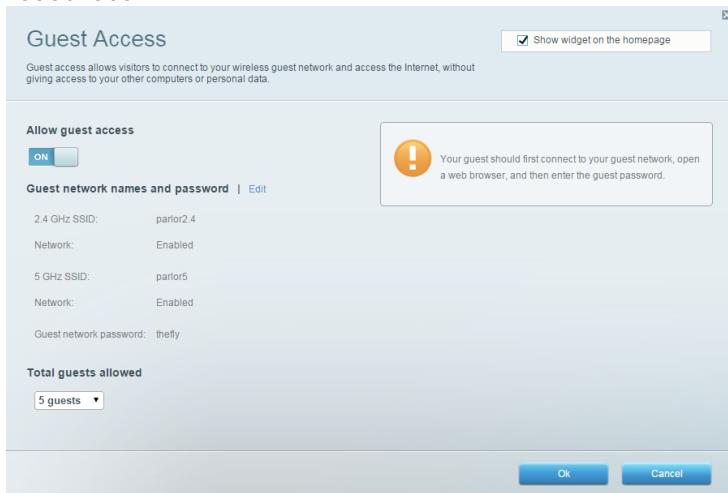 Guest Access
Show widget on the homepage
Guest access allows visitors to connect to your wireless guest network and access the Internet, without
giving access to your other computers or personal data.
Allow guest access
ON
Your guest should first connect to your guest network, open
a web browser, and then enter the guest password.
Guest network names and password | Edit
2.4 GHz SSID: parlor2.4
Network: Enabled
5 GHz SSID: parlor5
Network: Enabled
Guest network password: thefly
Total guests allowed
5 guests
Ok Cancel